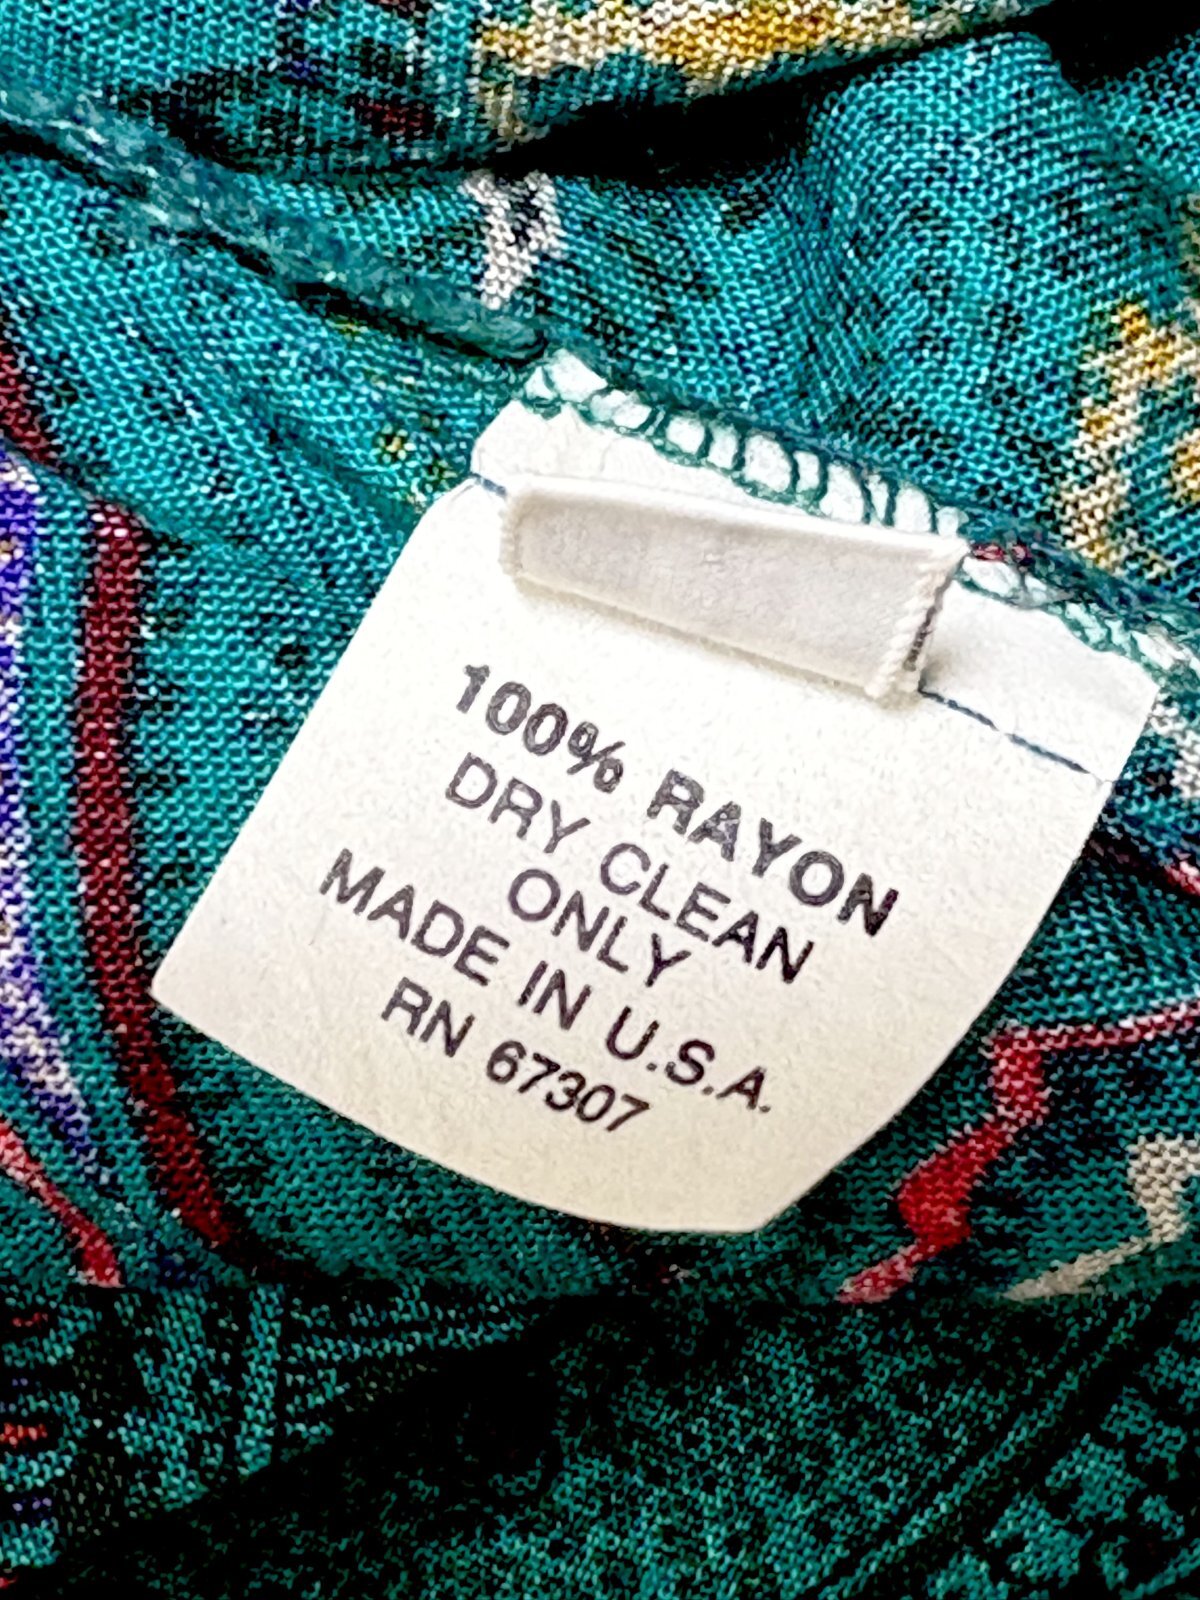 100% RAYON
DRY CLEAN
ONLY
MADE IN U.S.A.
RN 67307